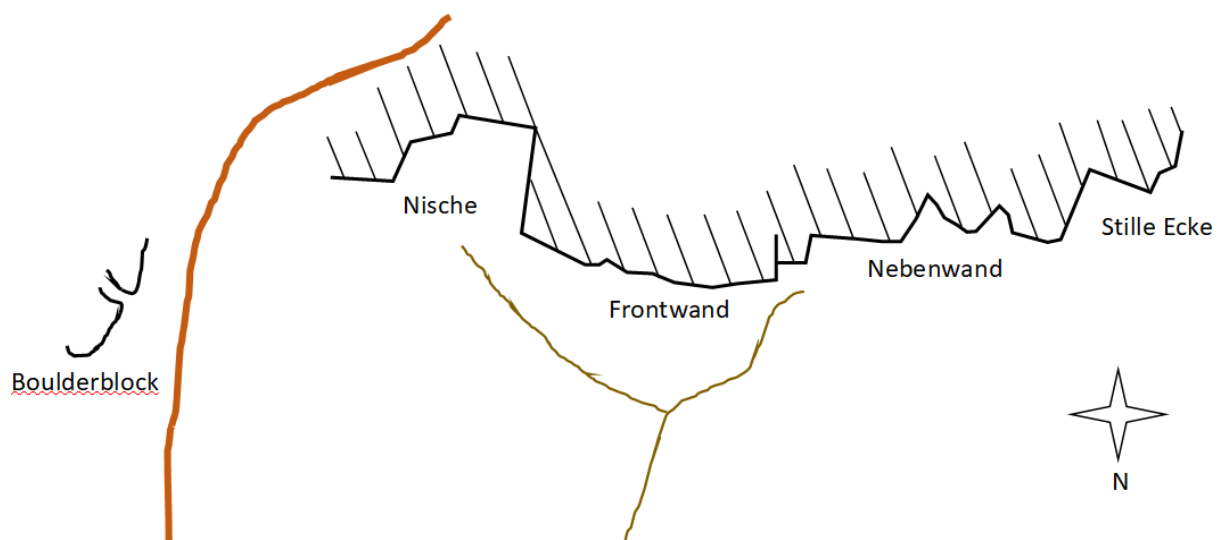 Nische
Stille Ecke
Nebenwand
Frontwand
Boulderblock
N